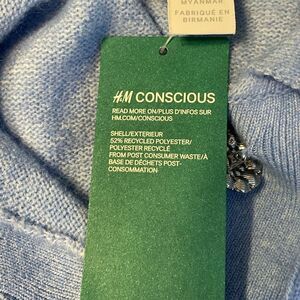 MYANMAR
FABRIQUÉ EN
BIRMANIE
H&M CONSCIOUS
READ MORE ON/PLUS D'INFOS SUR
HM.COM/CONSCIOUS
SHELL/EXTERIEUR
52% RECYCLED POLYESTER/
POLYESTER RECYCLÉ
FROM POST CONSUMER WASTE/À
BASE DE DÉCHETS POST-
CONSOMMATION